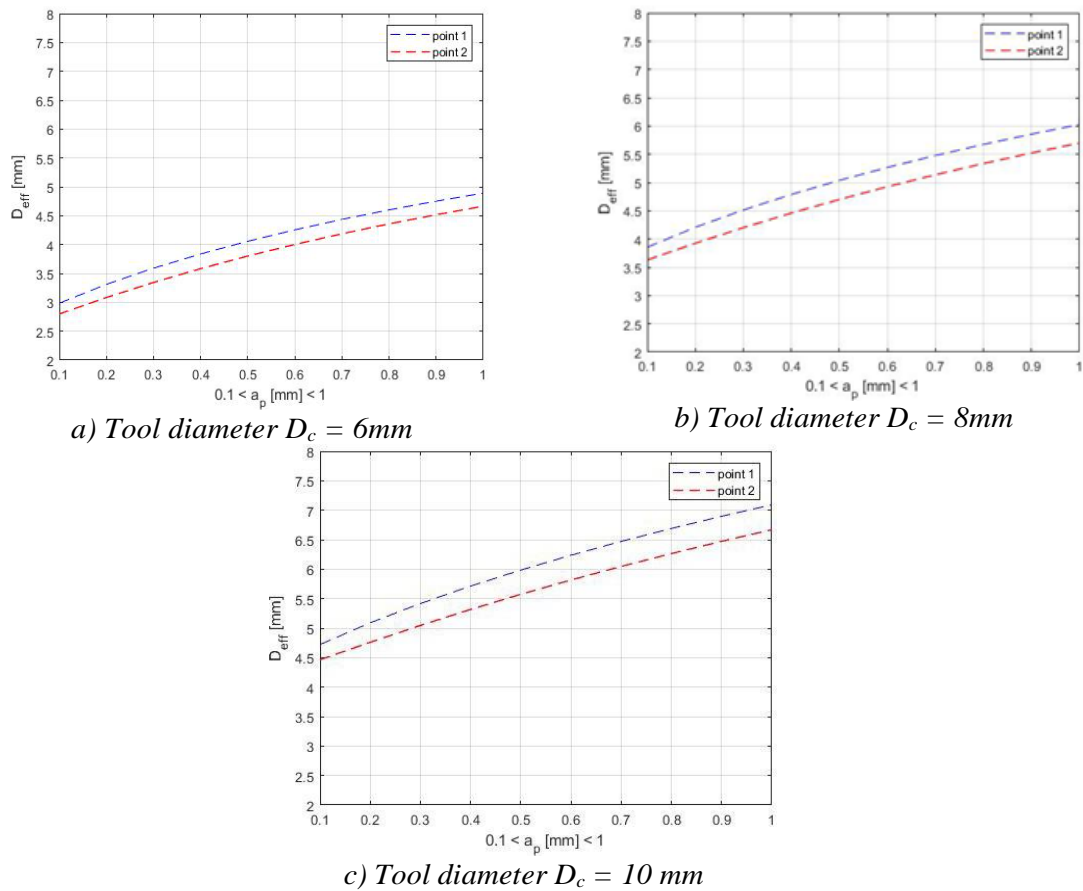 8
7.5
7
6.5
6
5.5
5
4.5
4
3.5
3
2.5
2
D_eff [mm]
point 1
point 2
0.1 0.2 0.3 0.4 0.5 0.6 0.7 0.8 0.9 1
0.1 < a_p [mm] < 1
a) Tool diameter D_c = 6mm
8
7.5
7
6.5
6
5.5
5
4.5
4
3.5
3
2.5
2
D_eff [mm]
point 1
point 2
0.1 0.2 0.3 0.4 0.5 0.6 0.7 0.8 0.9 1
0.1 < a_p [mm] < 1
b) Tool diameter D_c = 8mm
8
7.5
7
6.5
6
5.5
5
4.5
4
3.5
3
2.5
2
D_eff [mm]
point 1
point 2
0.1 0.2 0.3 0.4 0.5 0.6 0.7 0.8 0.9 1
0.1 < a_p [mm] < 1
c) Tool diameter D_c = 10 mm